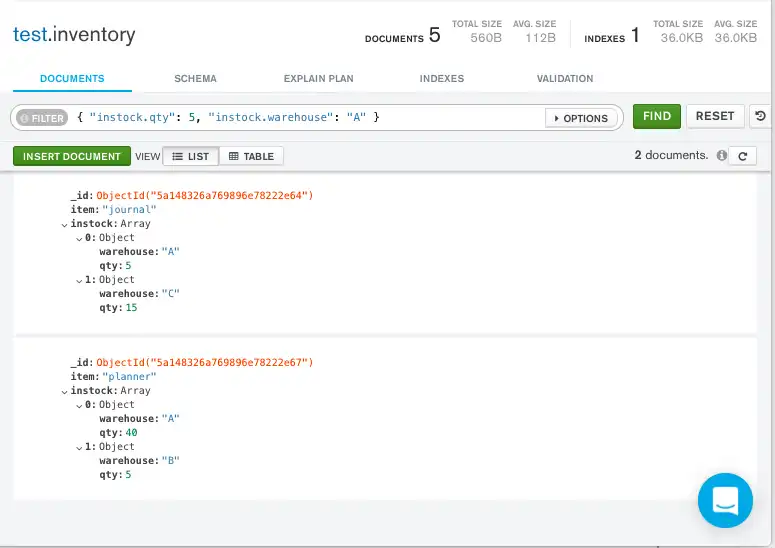 test.inventory
DOCUMENTS 5
TOTAL SIZE
560B
AVG. SIZE
112B
INDEXES 1
TOTAL SIZE
36.0KB
AVG. SIZE
36.0KB
DOCUMENTS
SCHEMA
EXPLAIN PLAN
INDEXES
VALIDATION
FILTER
{ "instock.qty": 5, "instock.warehouse": "A" }
OPTIONS
FIND
RESET
INSERT DOCUMENT
VIEW
LIST
TABLE
2 documents.
_id: ObjectId("5a148326a769896e78222e64")
item: "journal"
instock: Array
0: Object
warehouse: "A"
qty: 5
1: Object
warehouse: "C"
qty: 15
_id: ObjectId("5a148326a769896e78222e67")
item: "planner"
instock: Array
0: Object
warehouse: "A"
qty: 40
1: Object
warehouse: "B"
qty: 5